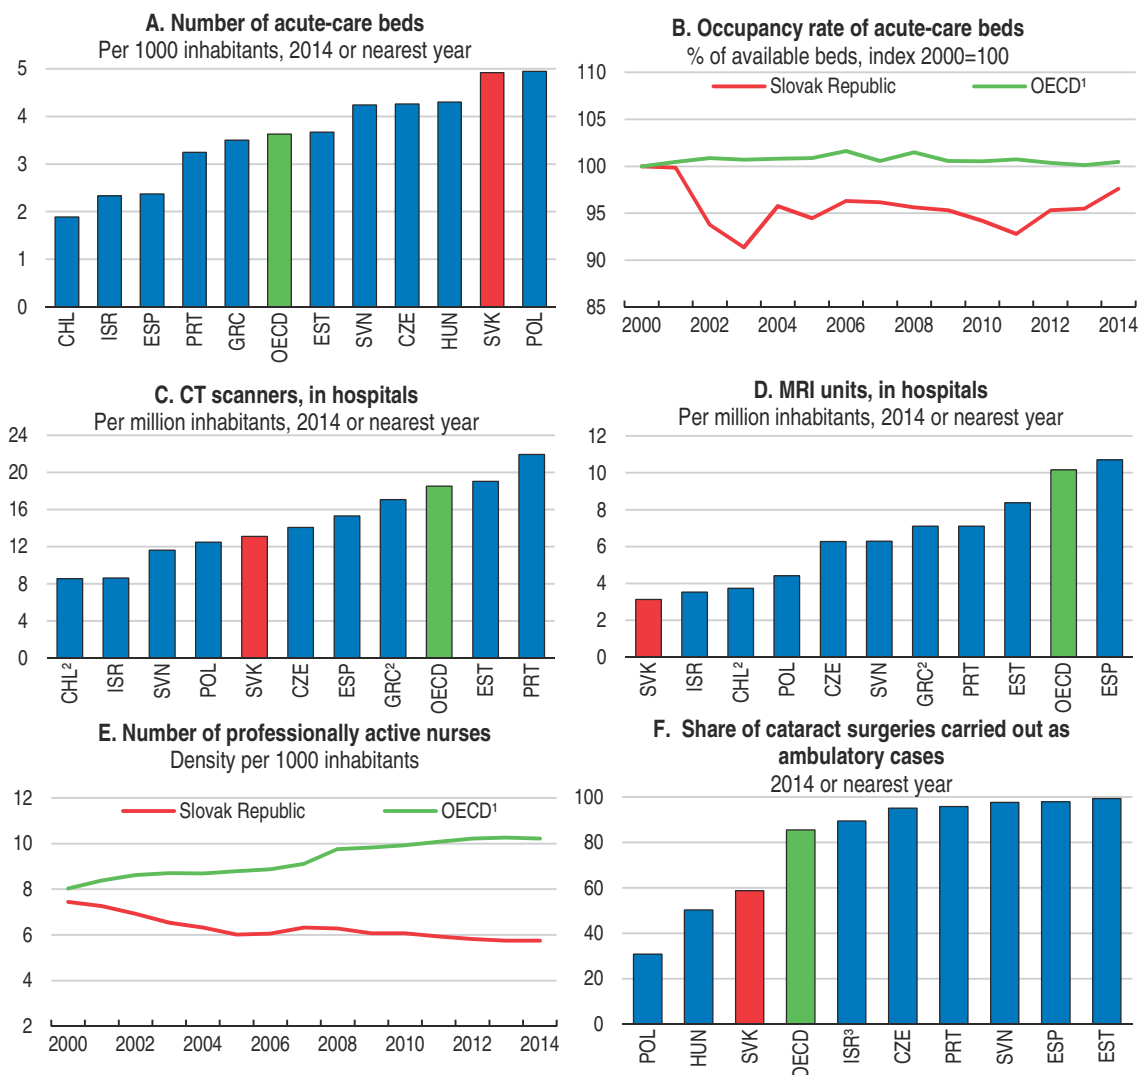 A. Number of acute-care beds
Per 1000 inhabitants, 2014 or nearest year
5
4
3
2
1
0
CHL
ISR
ESP
PRT
GRC
OECD
EST
SVN
CZE
HUN
SVK
POL
B. Occupancy rate of acute-care beds
% of available beds, index 2000=100
110
Slovak Republic
OECD¹
105
100
95
90
85
2000
2002
2004
2006
2008
2010
2012
2014
C. CT scanners, in hospitals
Per million inhabitants, 2014 or nearest year
24
20
16
12
8
4
0
CHL²
ISR
SVN
POL
SVK
CZE
ESP
GRC²
OECD
EST
PRT
D. MRI units, in hospitals
Per million inhabitants, 2014 or nearest year
12
10
8
6
4
2
0
SVK
ISR
CHL²
POL
CZE
SVN
GRC²
PRT
EST
OECD
ESP
E. Number of professionally active nurses
Density per 1000 inhabitants
12
Slovak Republic
OECD¹
10
8
6
4
2
2000
2002
2004
2006
2008
2010
2012
2014
F. Share of cataract surgeries carried out as
ambulatory cases
2014 or nearest year
100
80
60
40
20
0
POL
HUN
SVK
OECD
ISR³
CZE
PRT
SVN
ESP
EST